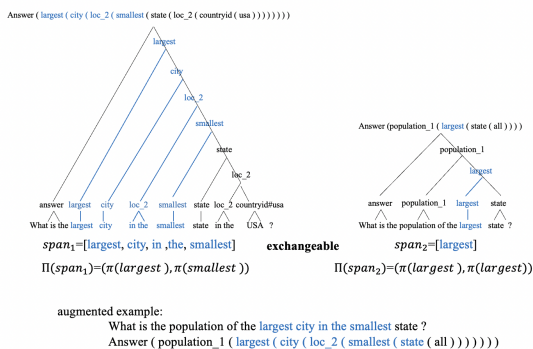 Answer ( largest ( city ( loc_2 ( smallest ( state ( loc_2 ( countryid ( usa ) ) ) ) ) ) ) )
largest
city
loc_2
smallest
state
loc_2
answer largest city loc_2 smallest state loc_2 countryid#usa
What is the largest city in the smallest state in the USA ?
span₁=[largest, city, in ,the, smallest]
Π(span₁)=(π(largest ),π(smallest ))
exchangeable
Answer (population_1 ( largest ( state ( all ) ) ) )
population_1
largest
answer population_1 largest state
What is the population of the largest state ?
span₂=[largest]
Π(span₂)=(π(largest ),π(largest))
augmented example:
What is the population of the largest city in the smallest state ?
Answer ( population_1 ( largest ( city ( loc_2 ( smallest ( state ( all ) ) ) ) ) ) )